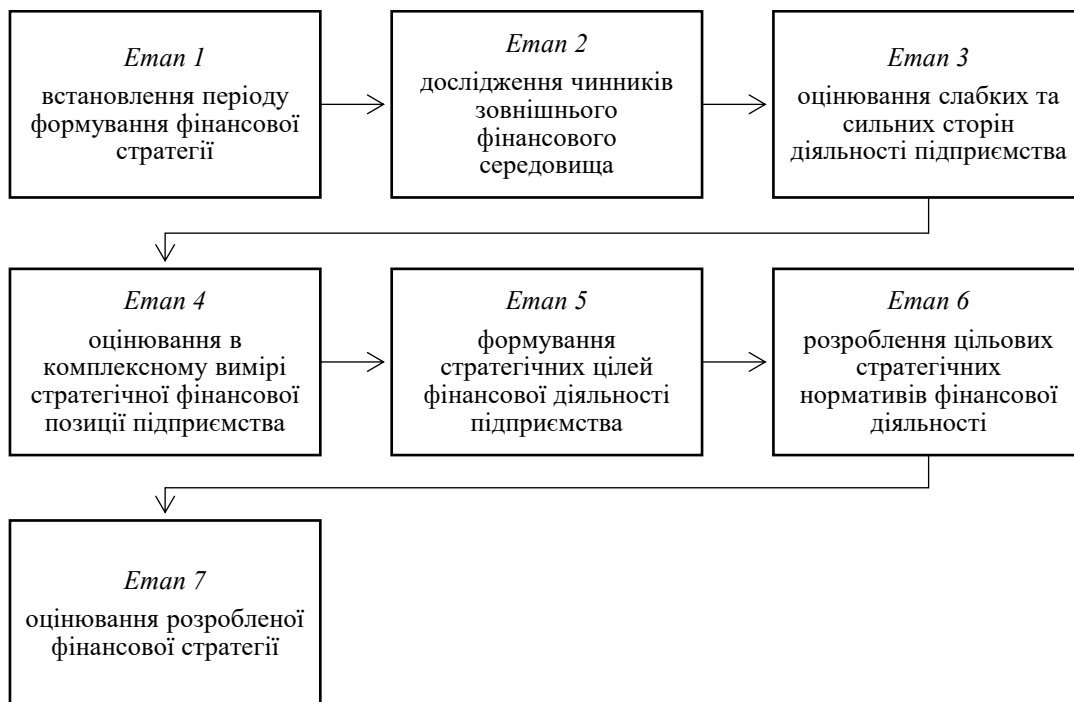 Етап 1
встановлення періоду
формування фінансової
стратегії
Етап 2
дослідження чинників
зовнішнього
фінансового
середовища
Етап 3
оцінювання слабких та
сильних сторін
діяльності підприємства
Етап 4
оцінювання в
комплексному вимірі
стратегічної фінансової
позиції підприємства
Етап 5
формування
стратегічних цілей
фінансової діяльності
підприємства
Етап 6
розроблення цільових
стратегічних
нормативів фінансової
діяльності
Етап 7
оцінювання розробленої
фінансової стратегії